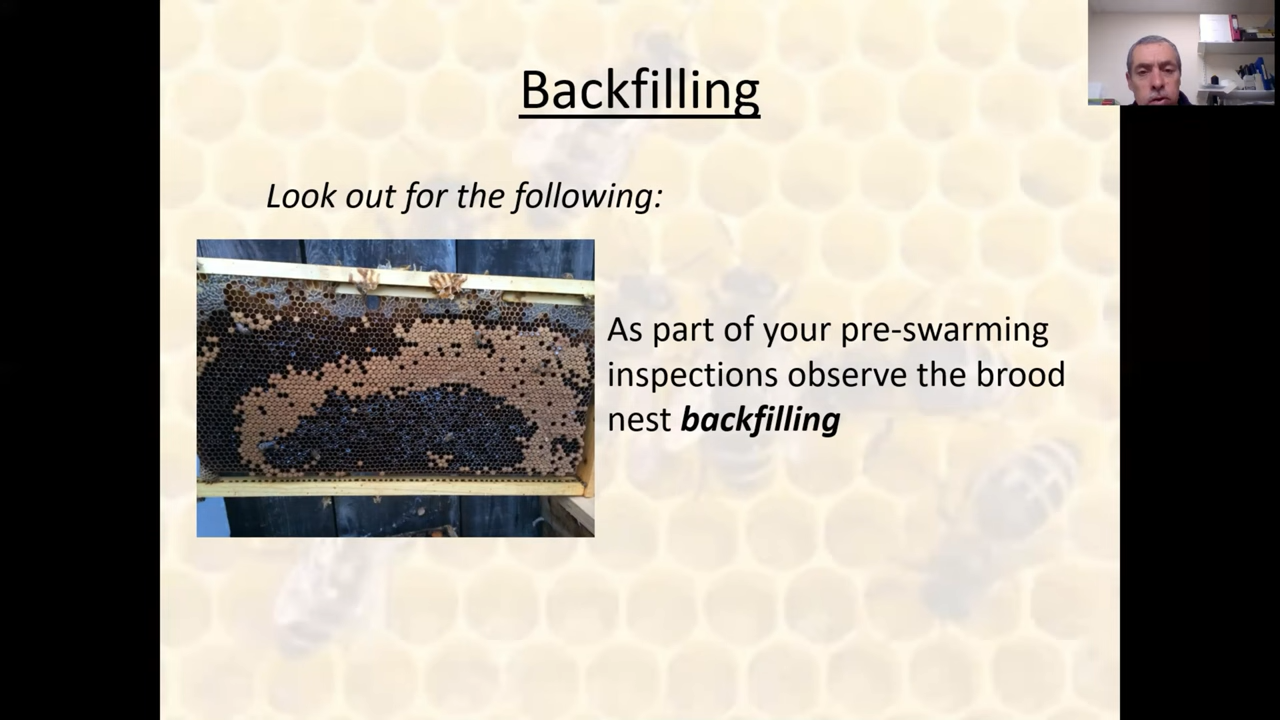 Backfilling
Look out for the following:
As part of your pre-swarming
inspections observe the brood
nest backfilling